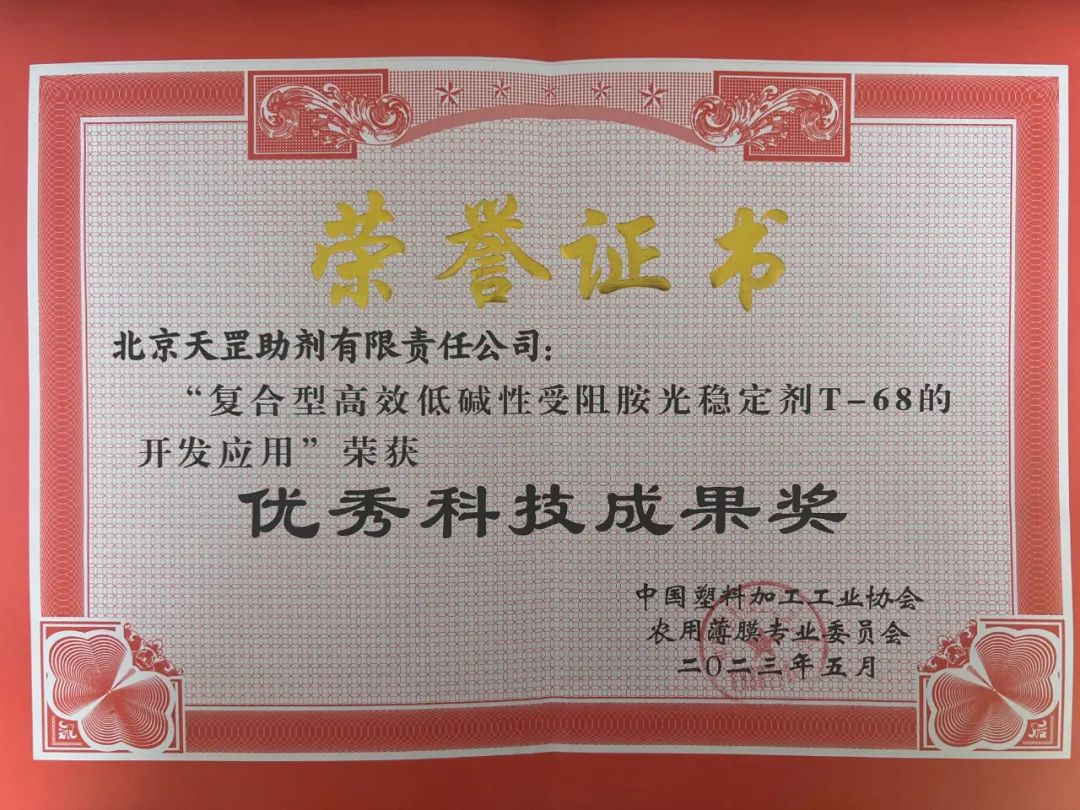 荣誉证书
北京天罡助剂有限责任公司：
“复合型高效低碱性受阻胺光稳定剂T-68的
开发应用”荣获
优秀科技成果奖
中国塑料加工工业协会
农用薄膜专业委员会
二〇二三年五月